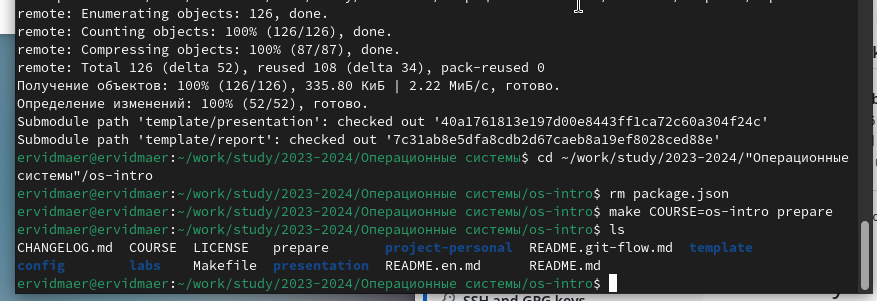 remote: Enumerating objects: 126, done.
remote: Counting objects: 100% (126/126), done.
remote: Compressing objects: 100% (87/87), done.
remote: Total 126 (delta 52), reused 108 (delta 34), pack-reused 0
Получение объектов: 100% (126/126), 335.80 КиБ | 2.22 МиБ/с, готово.
Определение изменений: 100% (52/52), готово.
Submodule path 'template/presentation': checked out '40a1761813e197d00e8443ff1ca72c60a304f24c'
Submodule path 'template/report': checked out '7c31ab8e5dfa8cdb2d67caeb8a19ef8028ced88e'
ervidmaer@ervidmaer:~/work/study/2023-2024/Операционные системы$ cd ~/work/study/2023-2024/"Операционные
системы"/os-intro
ervidmaer@ervidmaer:~/work/study/2023-2024/Операционные системы/os-intro$ rm package.json
ervidmaer@ervidmaer:~/work/study/2023-2024/Операционные системы/os-intro$ make COURSE=os-intro prepare
ervidmaer@ervidmaer:~/work/study/2023-2024/Операционные системы/os-intro$ ls
CHANGELOG.md COURSE LICENSE prepare project-personal README.git-flow.md template
config labs Makefile presentation README.en.md README.md
ervidmaer@ervidmaer:~/work/study/2023-2024/Операционные системы/os-intro$
SSH and GPG keys